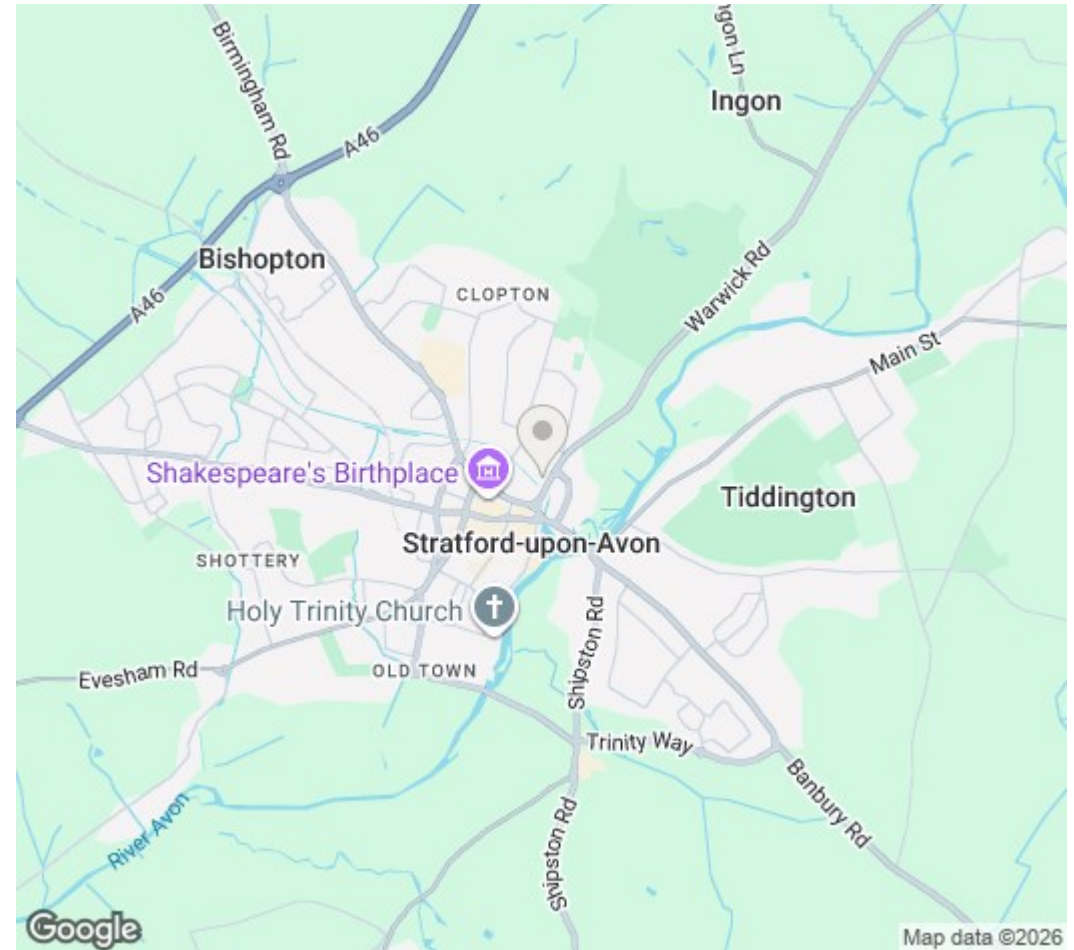 Birmingham Rd
A46
ngon Ln
Ingon
Bishopton
A46
CLOPTON
Warwick Rd
Main St
Shakespeare's Birthplace
Tiddington
Stratford-upon-Avon
SHOTTERY
Holy Trinity Church
Evesham Rd
OLD TOWN
Shipston Rd
Trinity Way
Banbury Rd
River Avon
Shipston Rd
Google
Map data ©2026